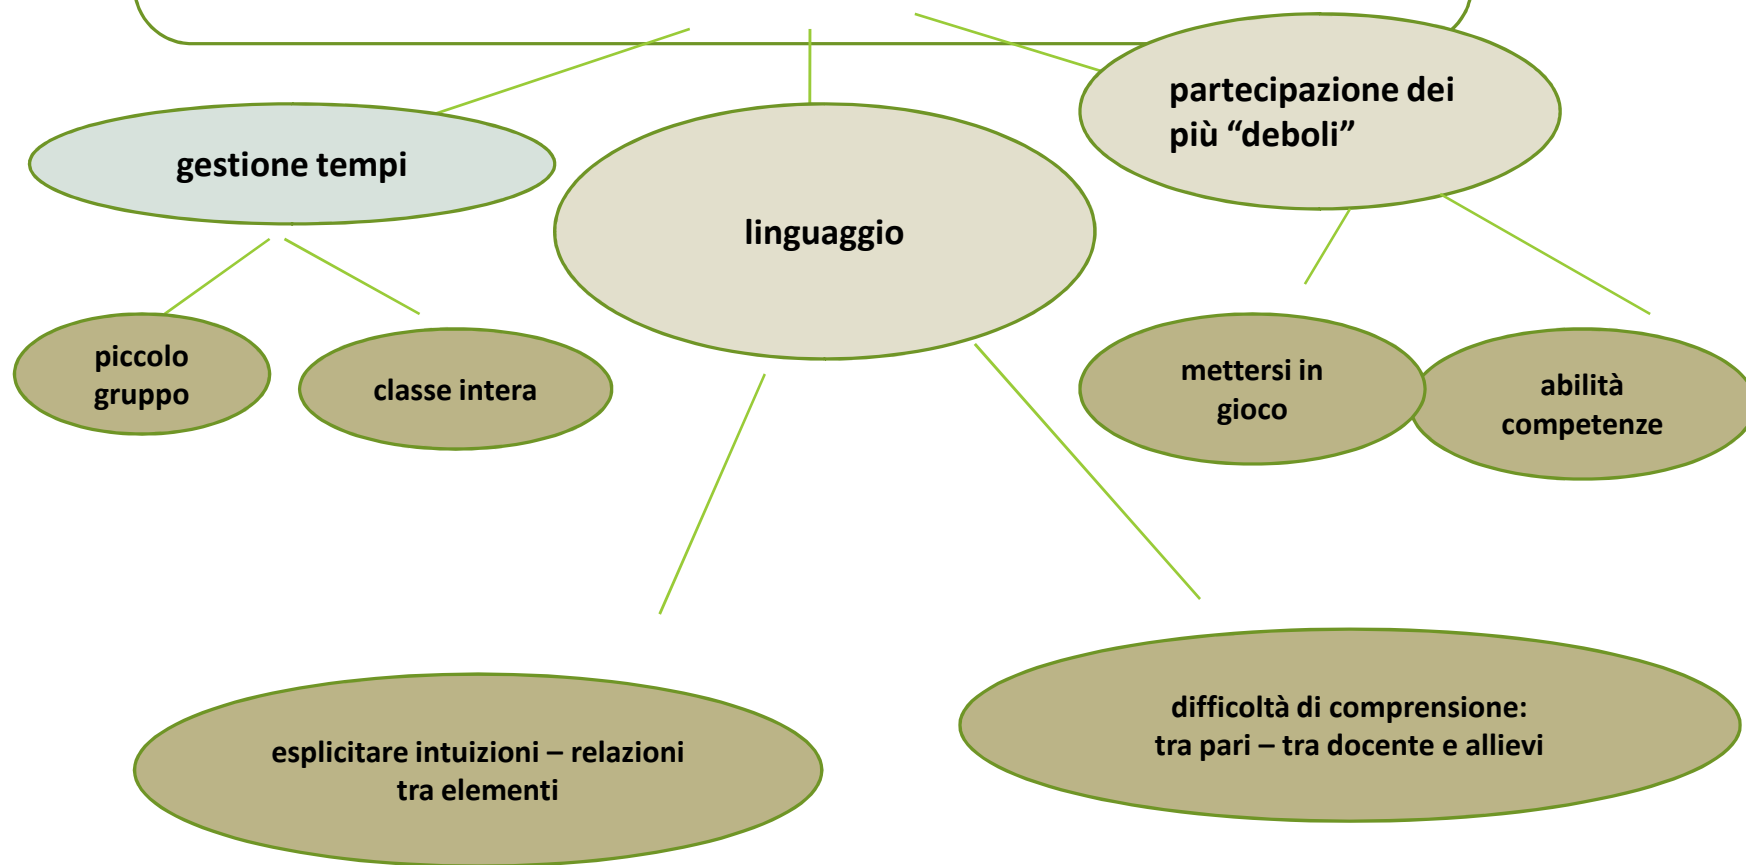 partecipazione dei
più “deboli”
gestione tempi
linguaggio
piccolo
gruppo
classe intera
mettersi in
gioco
abilità
competenze
esplicitare intuizioni – relazioni
tra elementi
difficoltà di comprensione:
tra pari – tra docente e allievi